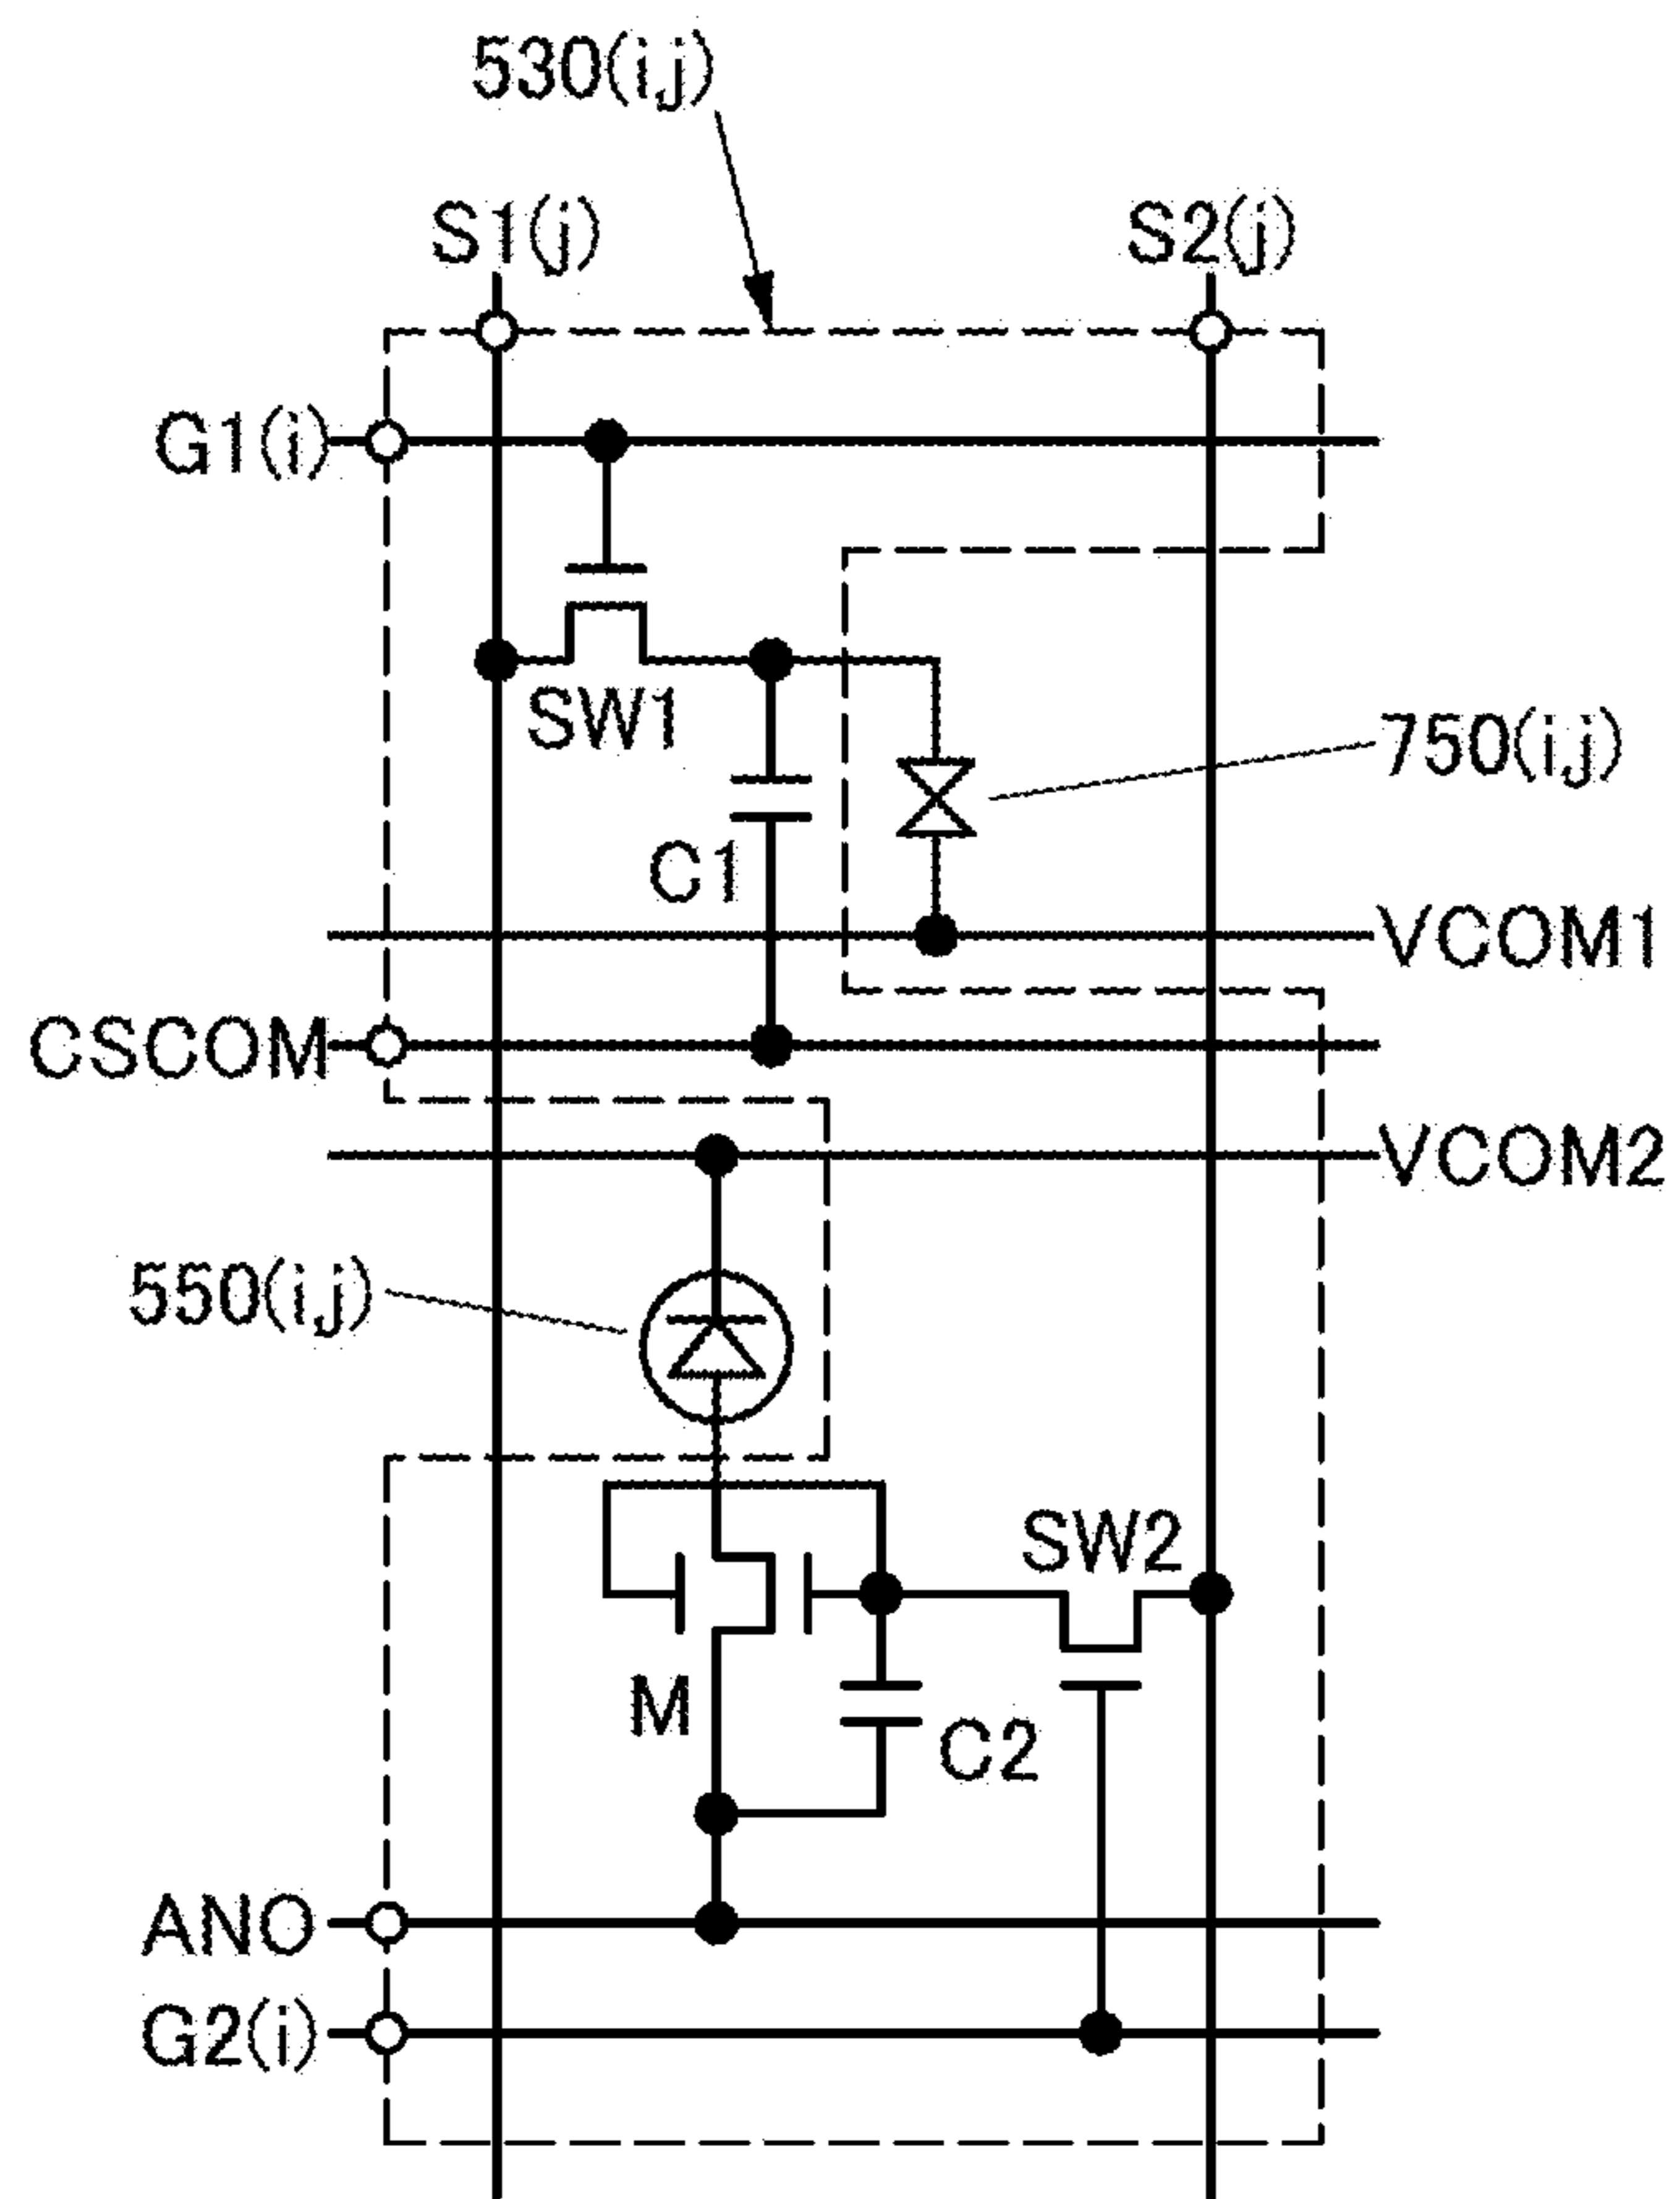 530(i,j)
S1(j)
S2(j)
G1(i)
SW1
750(i,j)
C1
VCOM1
CSCOM
VCOM2
550(i,j)
SW2
M
C2
ANO
G2(i)